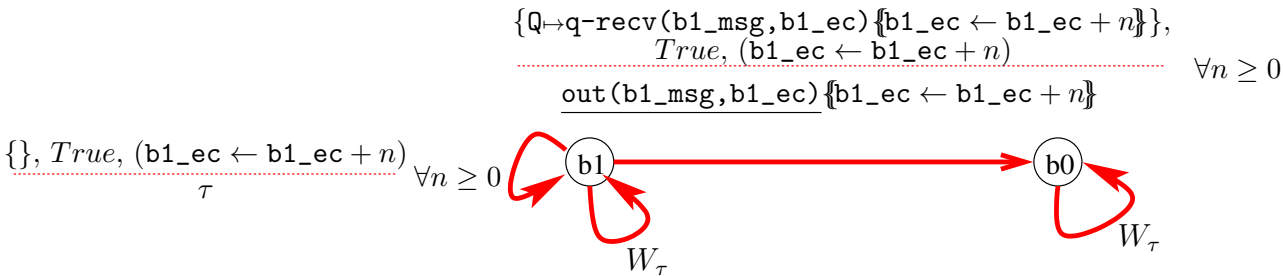 {Q↦q-recv(b1_msg,b1_ec){{b1_ec ← b1_ec + n}}},
True, (b1_ec ← b1_ec + n)
∀n ≥ 0
out(b1_msg,b1_ec){{b1_ec ← b1_ec + n}}
{}, True, (b1_ec ← b1_ec + n)
τ
∀n ≥ 0
b1
b0
W_τ
W_τ